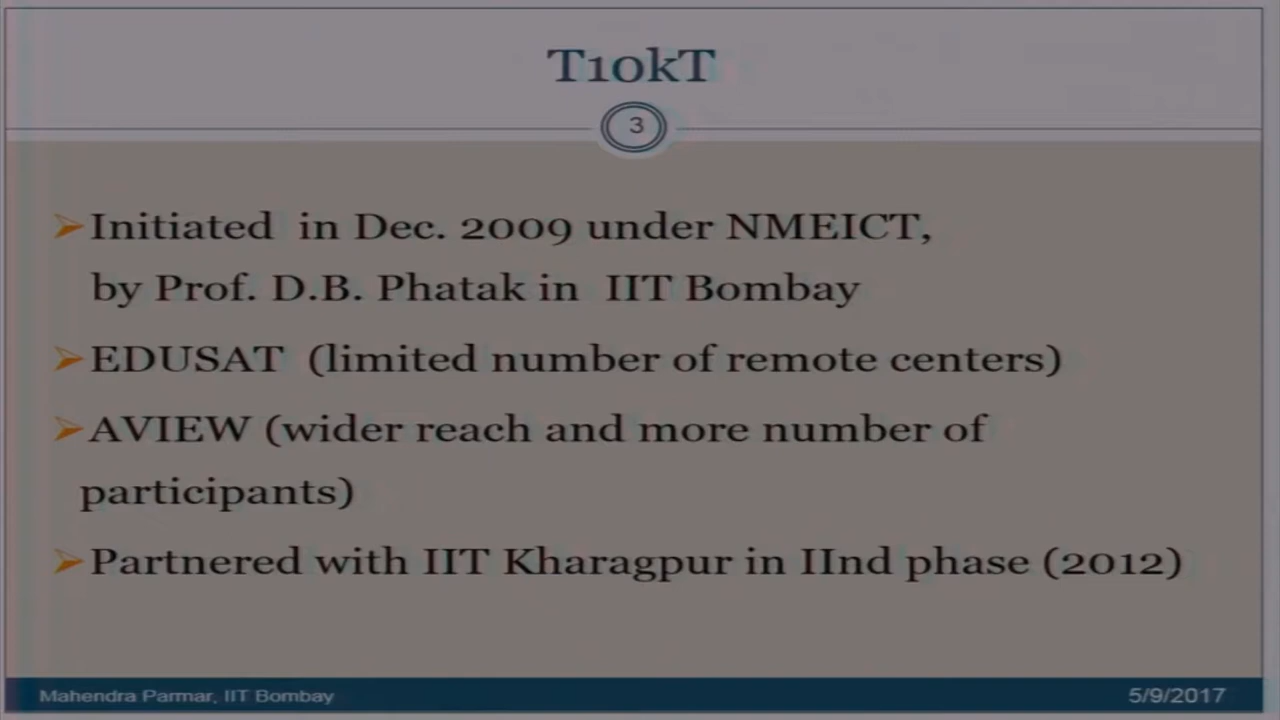 T10kT
3
➢Initiated in Dec. 2009 under NMEICT,
by Prof. D.B. Phatak in IIT Bombay
➢EDUSAT (limited number of remote centers)
➢AVIEW (wider reach and more number of
participants)
➢Partnered with IIT Kharagpur in IInd phase (2012)
Mahendra Parmar, IIT Bombay 5/9/2017